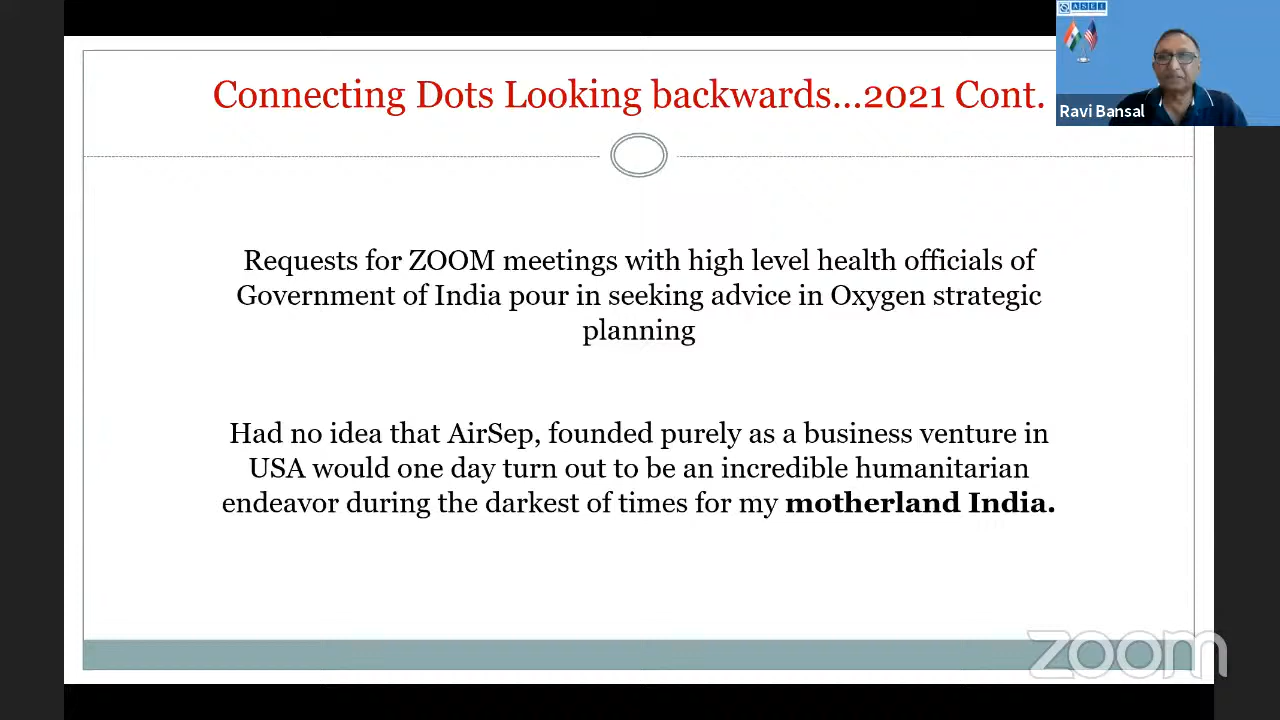 ASEI
Connecting Dots Looking backwards...2021 Cont.
Ravi Bansal
Requests for ZOOM meetings with high level health officials of
Government of India pour in seeking advice in Oxygen strategic
planning
Had no idea that AirSep, founded purely as a business venture in
USA would one day turn out to be an incredible humanitarian
endeavor during the darkest of times for my motherland India.
zoom